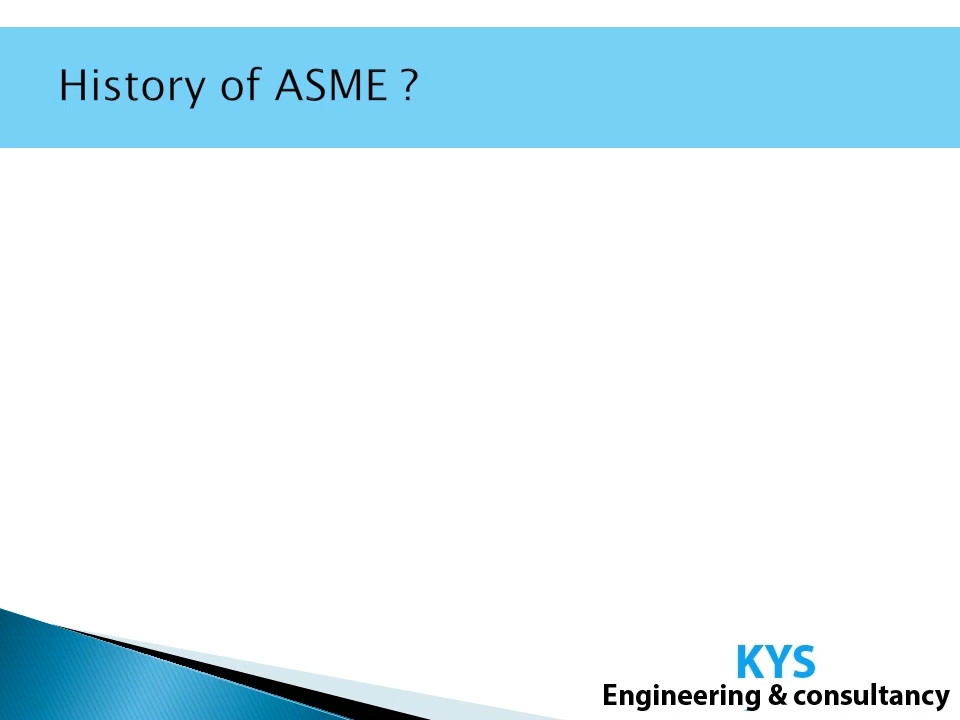 History of ASME ?
KYS
Engineering & consultancy